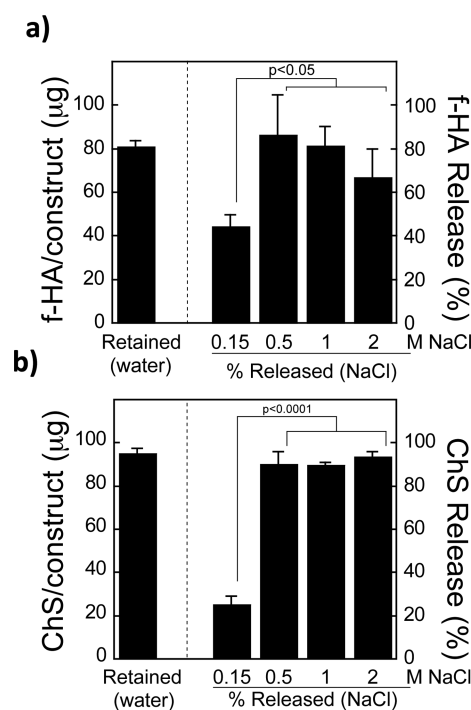 a)
p<0.05
f-HA/construct (µg)
100
80
60
40
20
0
100
80
60
40
20
0
f-HA Release (%)
Retained
(water)
0.15 0.5 1 2 M NaCl
% Released (NaCl)
b)
p<0.0001
ChS/construct (µg)
100
80
60
40
20
0
100
80
60
40
20
0
ChS Release (%)
Retained
(water)
0.15 0.5 1 2 M NaCl
% Released (NaCl)